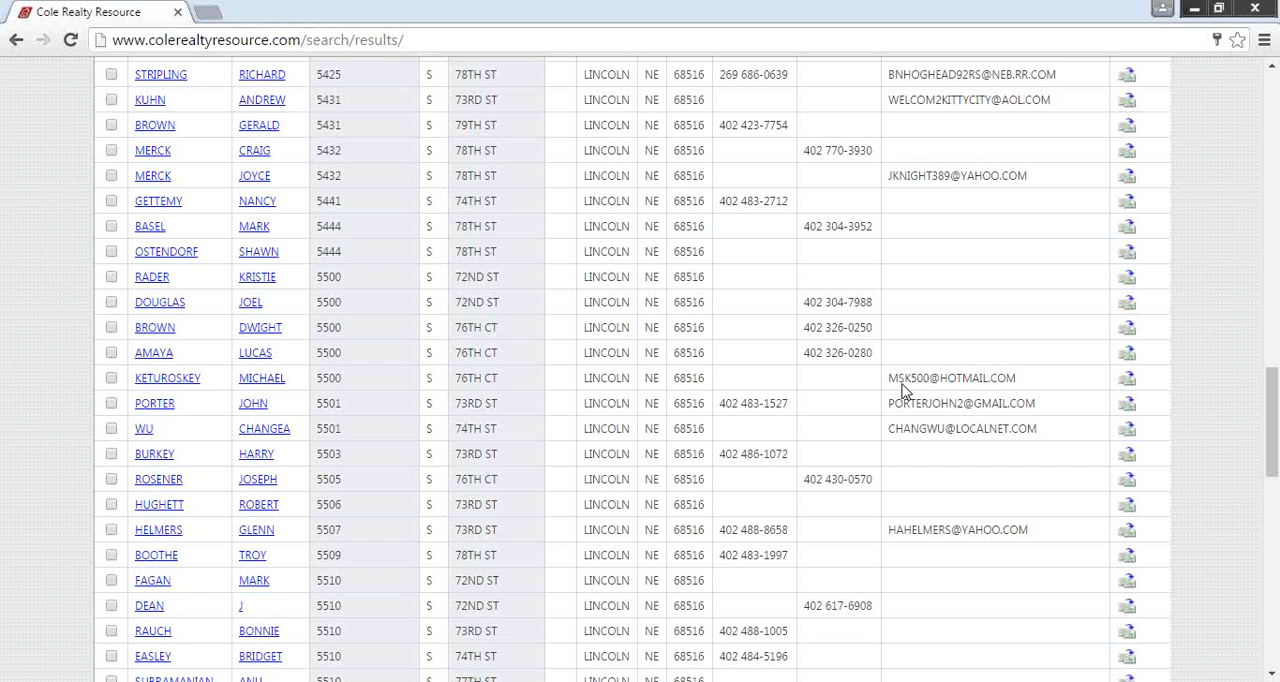 Cole Realty Resource
www.colerealtyresource.com/search/results/
STRIPLING RICHARD 5425 S 78TH ST LINCOLN NE 68516 269 686-0639 BNHOGHEAD92RS@NEB.RR.COM
KUHN ANDREW 5431 S 73RD ST LINCOLN NE 68516 WELCOM2KITTYCITY@AOL.COM
BROWN GERALD 5431 S 79TH ST LINCOLN NE 68516 402 423-7754
MERCK CRAIG 5432 S 78TH ST LINCOLN NE 68516 402 770-3930
MERCK JOYCE 5432 S 78TH ST LINCOLN NE 68516 JKNIGHT389@YAHOO.COM
GETTEMY NANCY 5441 S 74TH ST LINCOLN NE 68516 402 483-2712
BASEL MARK 5444 S 78TH ST LINCOLN NE 68516 402 304-3952
OSTENDORF SHAWN 5444 S 78TH ST LINCOLN NE 68516
RADER KRISTIE 5500 S 72ND ST LINCOLN NE 68516
DOUGLAS JOEL 5500 S 72ND ST LINCOLN NE 68516 402 304-7988
BROWN DWIGHT 5500 S 76TH CT LINCOLN NE 68516 402 326-0250
AMAYA LUCAS 5500 S 76TH CT LINCOLN NE 68516 402 326-0280
KETUROSKEY MICHAEL 5500 S 76TH CT LINCOLN NE 68516 MSK500@HOTMAIL.COM
PORTER JOHN 5501 S 73RD ST LINCOLN NE 68516 402 483-1527 PORTERJOHN2@GMAIL.COM
WU CHANGEA 5501 S 74TH ST LINCOLN NE 68516 CHANGWU@LOCALNET.COM
BURKEY HARRY 5503 S 73RD ST LINCOLN NE 68516 402 486-1072
ROSENER JOSEPH 5505 S 76TH CT LINCOLN NE 68516 402 430-0570
HUGHETT ROBERT 5506 S 73RD ST LINCOLN NE 68516
HELMERS GLENN 5507 S 73RD ST LINCOLN NE 68516 402 488-8658 HAHELMERS@YAHOO.COM
BOOTHE TROY 5509 S 78TH ST LINCOLN NE 68516 402 483-1997
FAGAN MARK 5510 S 72ND ST LINCOLN NE 68516
DEAN J 5510 S 72ND ST LINCOLN NE 68516 402 617-6908
RAUCH BONNIE 5510 S 73RD ST LINCOLN NE 68516 402 488-1005
EASLEY BRIDGET 5510 S 74TH ST LINCOLN NE 68516 402 484-5196
SUBRAMANIAN ANU 5510 S 77TH ST LINCOLN NE 68516